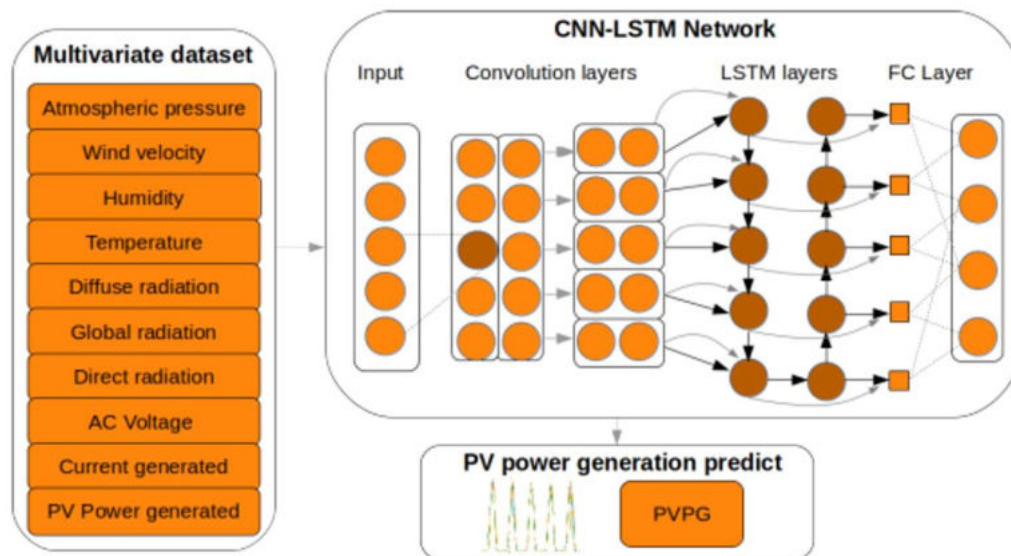 Multivariate dataset
Atmospheric pressure
Wind velocity
Humidity
Temperature
Diffuse radiation
Global radiation
Direct radiation
AC Voltage
Current generated
PV Power generated
CNN-LSTM Network
Input
Convolution layers
LSTM layers
FC Layer
PV power generation predict
PVPG